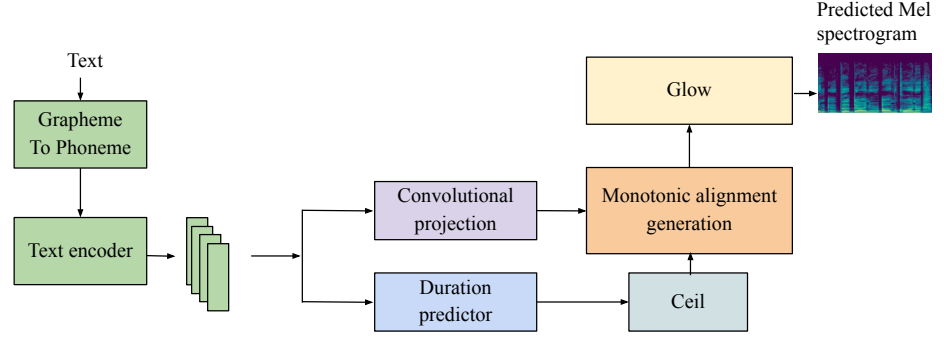 Predicted Mel
spectrogram
Text
Glow
Grapheme
To Phoneme
Convolutional
projection
Monotonic alignment
generation
Text encoder
Duration
predictor
Ceil